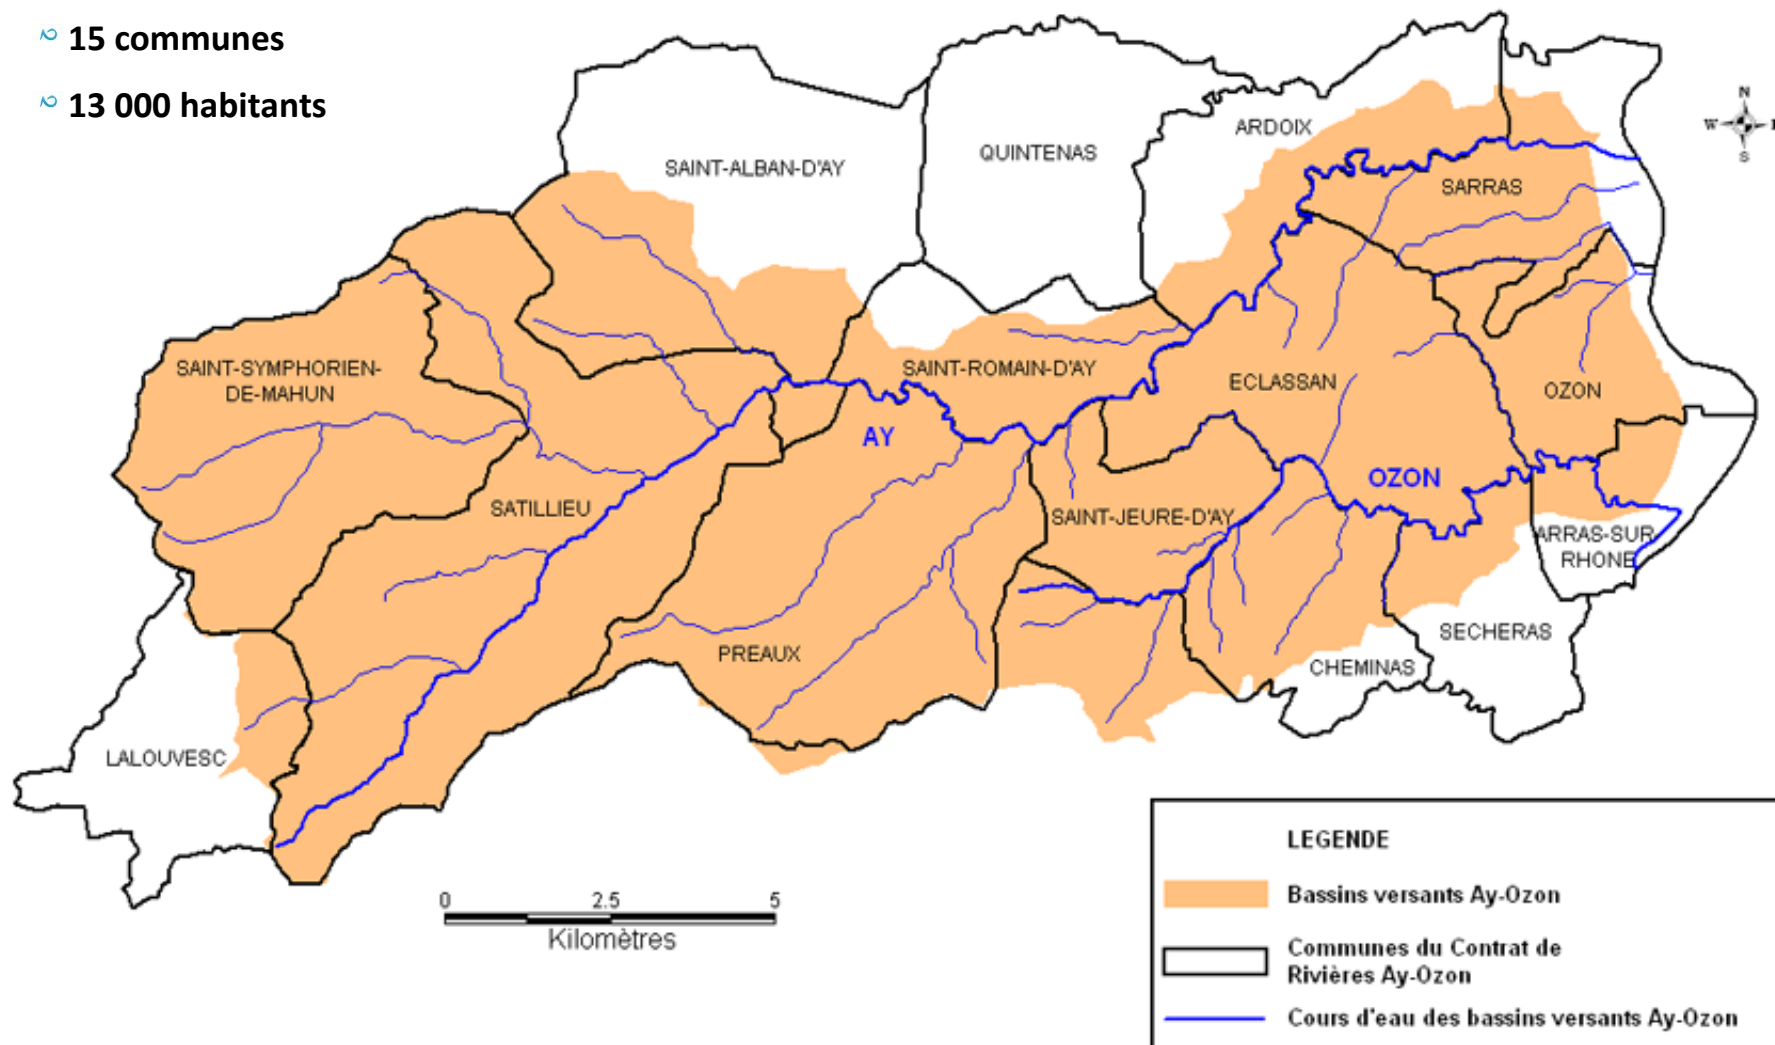 15 communes
13 000 habitants
N
W
E
S
ARDOIX
QUINTENAS
SAINT-ALBAN-D'AY
SARRAS
SAINT-SYMPHORIEN-
DE-MAHUN
SAINT-ROMAIN-D'AY
ECLASSAN
OZON
AY
OZON
SATILLIEU
SAINT-JEURE-D'AY
ARRAS-SUR
RHONE
SECHERAS
PREAUX
CHEMINAS
LALOUVESC
0 2.5 5
Kilomètres
LEGENDE
Bassins versants Ay-Ozon
Communes du Contrat de
Rivières Ay-Ozon
Cours d'eau des bassins versants Ay-Ozon